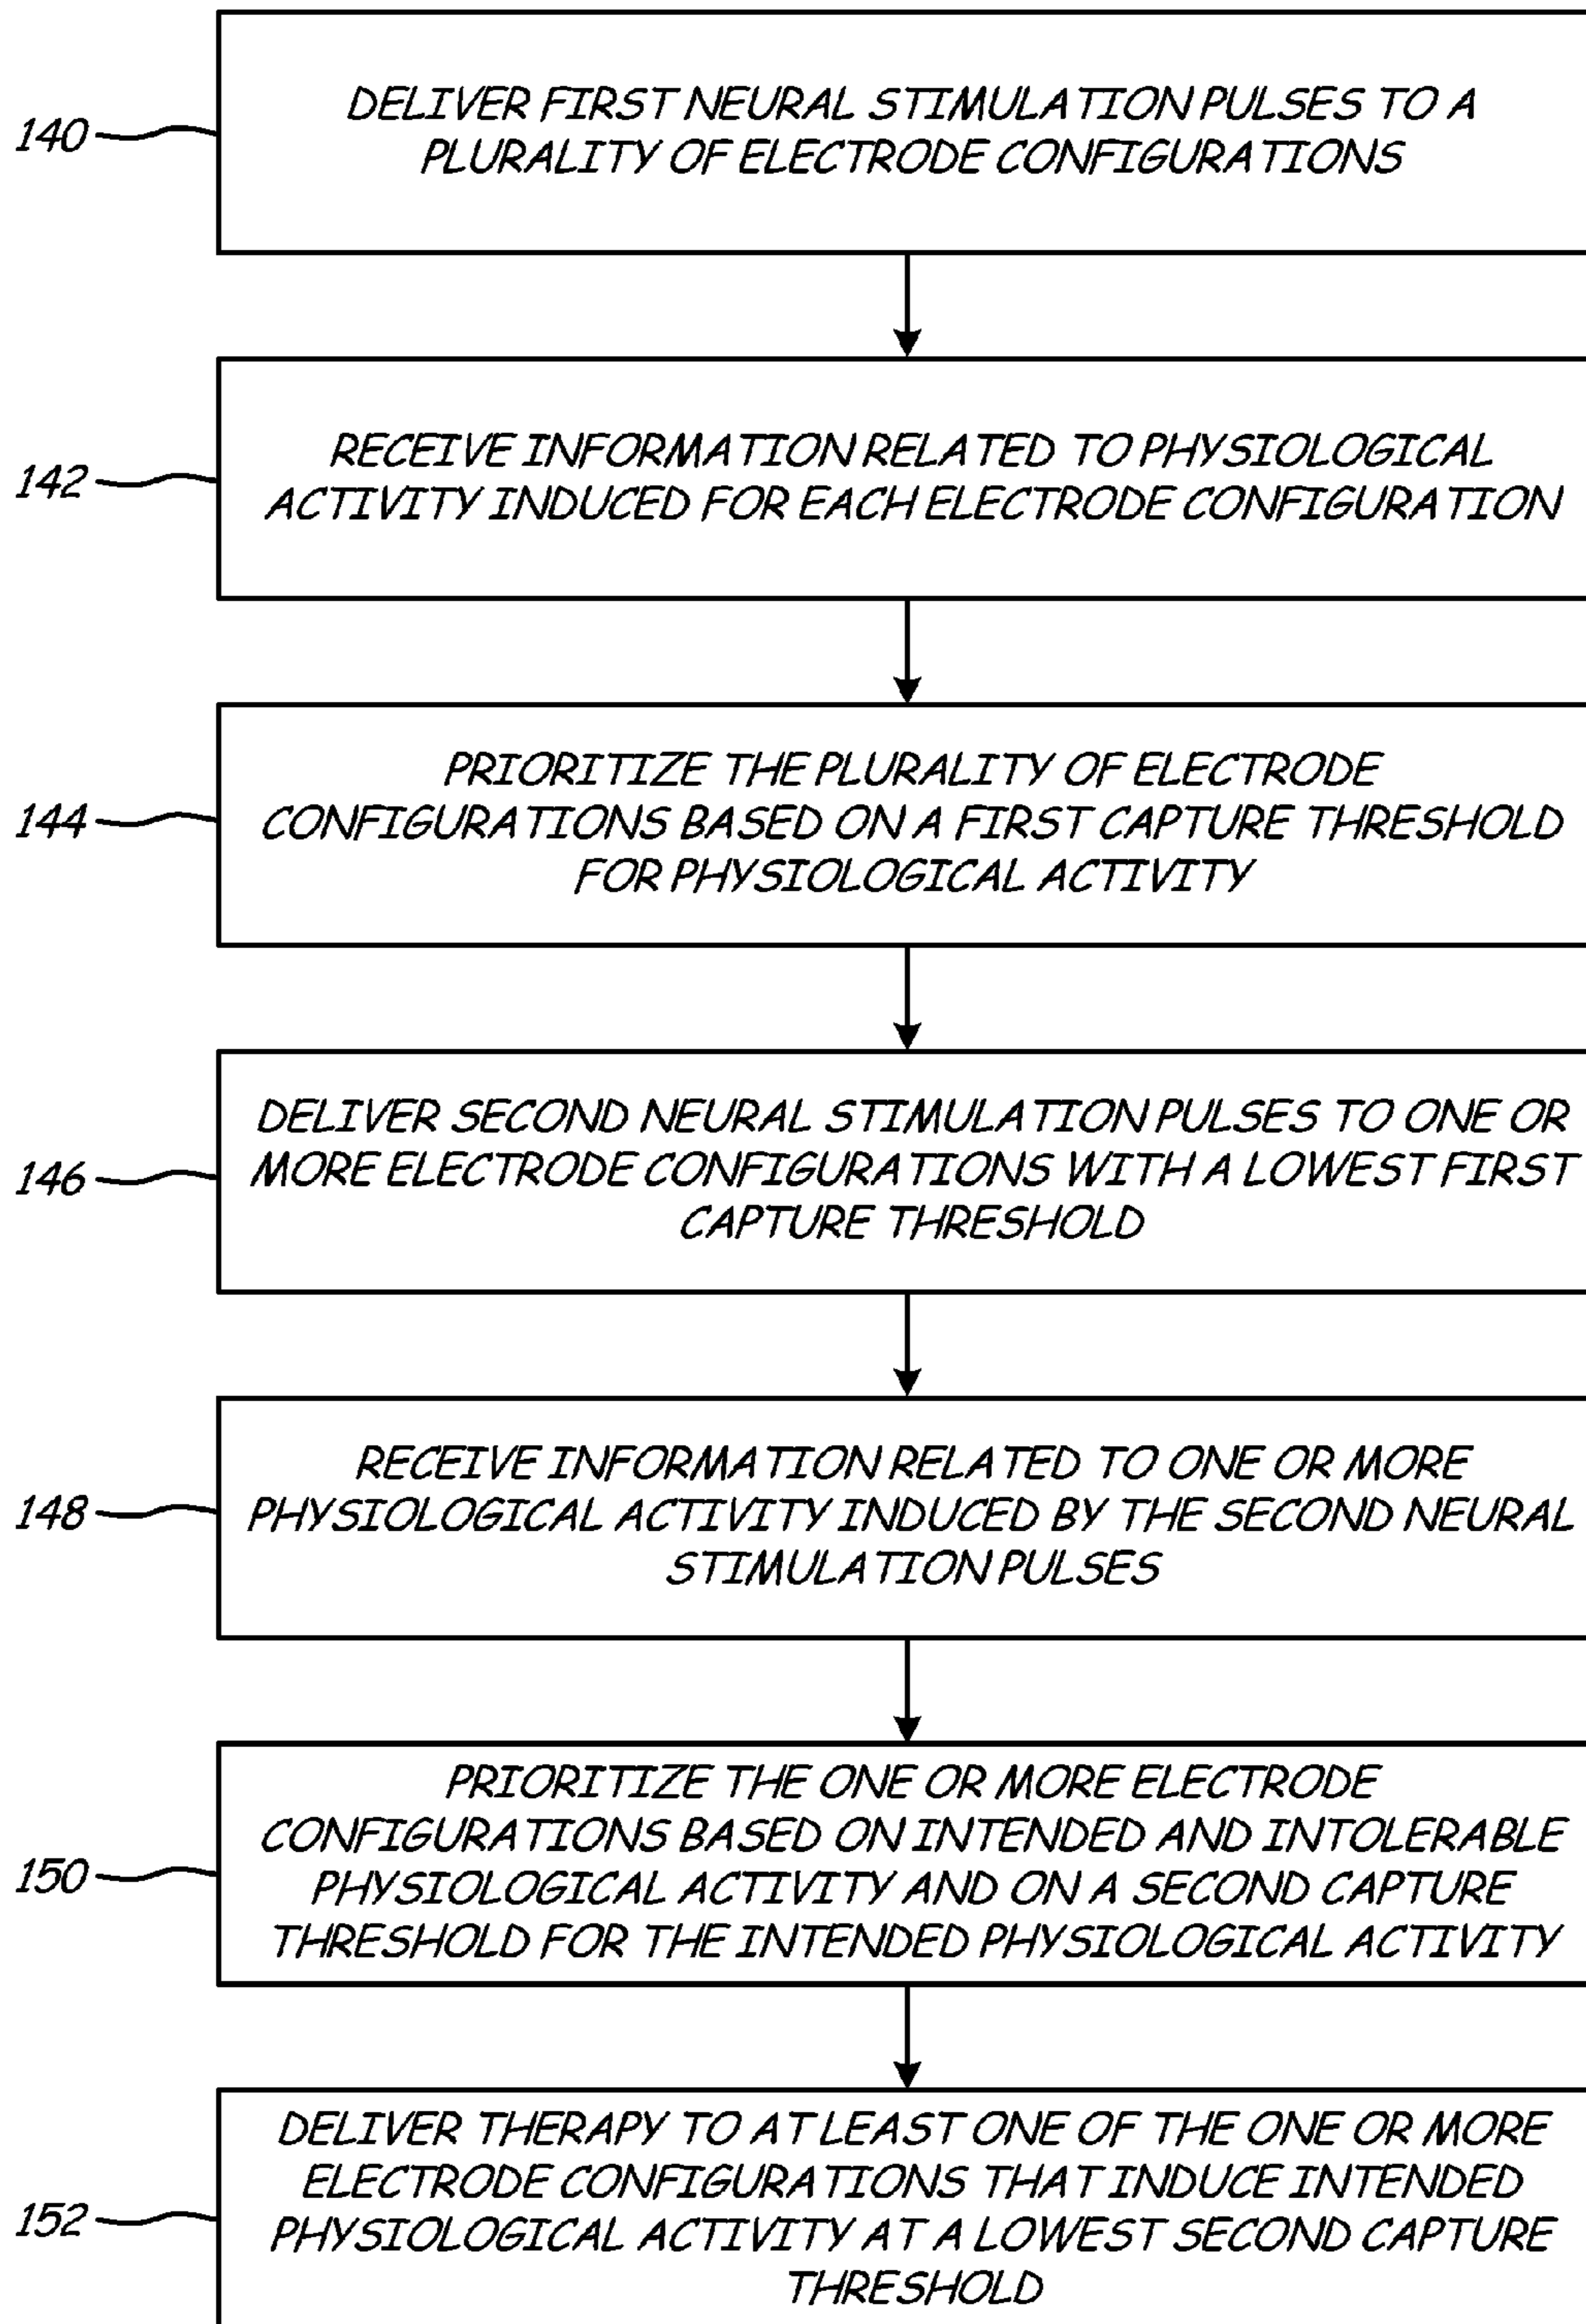 140
DELIVER FIRST NEURAL STIMULATION PULSES TO A
PLURALITY OF ELECTRODE CONFIGURATIONS
142
RECEIVE INFORMATION RELATED TO PHYSIOLOGICAL
ACTIVITY INDUCED FOR EACH ELECTRODE CONFIGURATION
144
PRIORITIZE THE PLURALITY OF ELECTRODE
CONFIGURATIONS BASED ON A FIRST CAPTURE THRESHOLD
FOR PHYSIOLOGICAL ACTIVITY
146
DELIVER SECOND NEURAL STIMULATION PULSES TO ONE OR
MORE ELECTRODE CONFIGURATIONS WITH A LOWEST FIRST
CAPTURE THRESHOLD
148
RECEIVE INFORMATION RELATED TO ONE OR MORE
PHYSIOLOGICAL ACTIVITY INDUCED BY THE SECOND NEURAL
STIMULATION PULSES
150
PRIORITIZE THE ONE OR MORE ELECTRODE
CONFIGURATIONS BASED ON INTENDED AND INTOLERABLE
PHYSIOLOGICAL ACTIVITY AND ON A SECOND CAPTURE
THRESHOLD FOR THE INTENDED PHYSIOLOGICAL ACTIVITY
152
DELIVER THERAPY TO AT LEAST ONE OF THE ONE OR MORE
ELECTRODE CONFIGURATIONS THAT INDUCE INTENDED
PHYSIOLOGICAL ACTIVITY AT A LOWEST SECOND CAPTURE
THRESHOLD